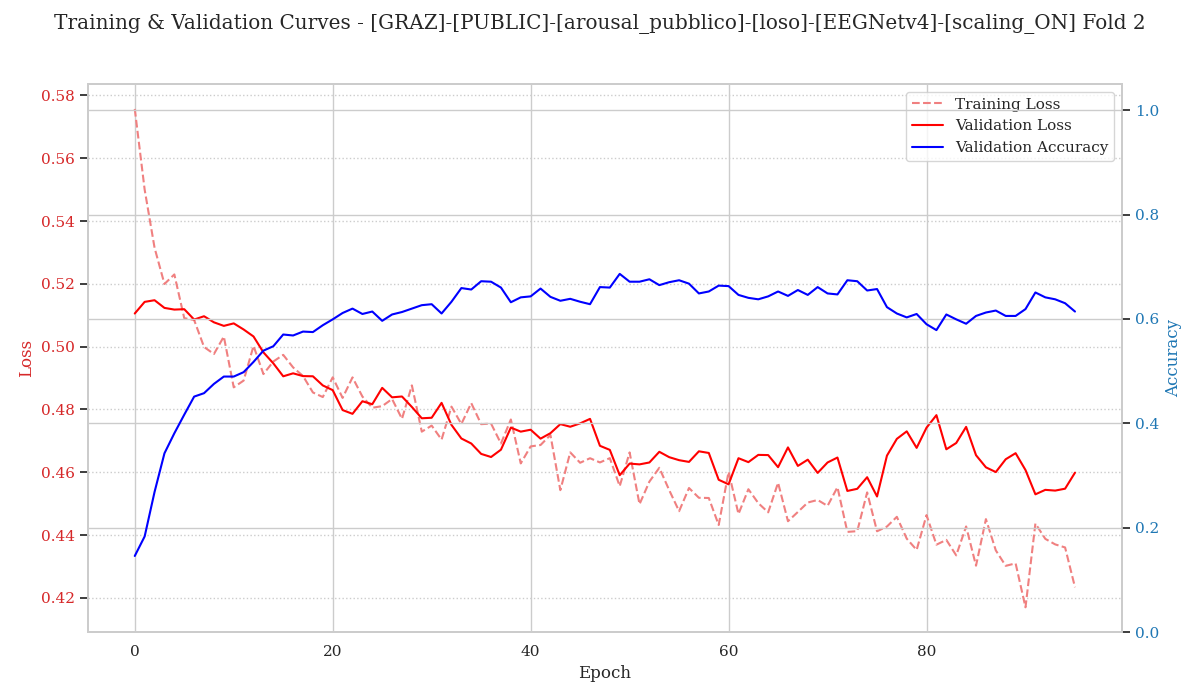 Training & Validation Curves - [GRAZ]-[PUBLIC]-[arousal_pubblico]-[loso]-[EEGNetv4]-[scaling_ON] Fold 2
Training Loss
Validation Loss
Validation Accuracy
Loss
0.58
0.56
0.54
0.52
0.50
0.48
0.46
0.44
0.42
1.0
0.8
0.6
0.4
0.2
0.0
Accuracy
0
20
40
60
80
Epoch